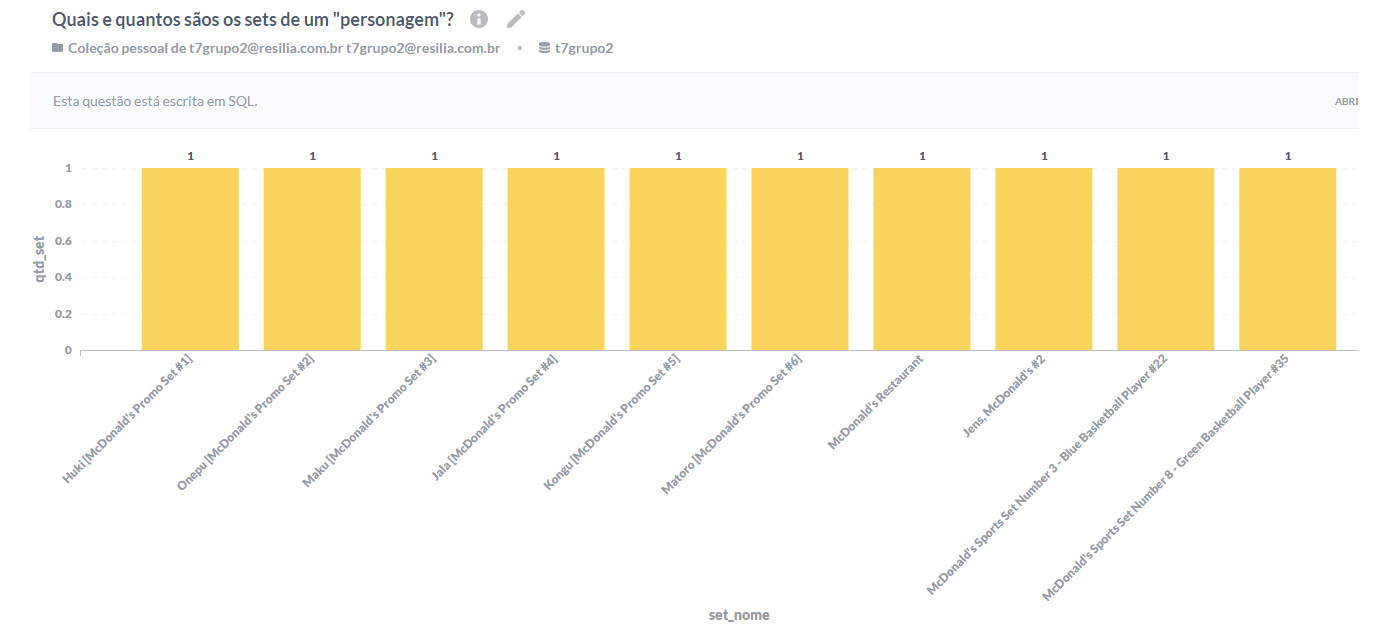 Quais e quantos sãos os sets de um "personagem"?
Coleção pessoal de t7grupo2@resilia.com.br t7grupo2@resilia.com.br • t7grupo2
Esta questão está escrita em SQL.
ABRI
1 1 1 1 1 1 1 1 1 1
1
0.8
0.6
0.4
0.2
0
qtd_set
Huki [McDonald's Promo Set #1]
Onepu [McDonald's Promo Set #2]
Maku [McDonald's Promo Set #3]
Jala [McDonald's Promo Set #4]
Kongu [McDonald's Promo Set #5]
Matoro [McDonald's Promo Set #6]
McDonald's Restaurant
Jens, McDonald's #2
McDonald's Sports Set Number 3 - Blue Basketball Player #22
McDonald's Sports Set Number 8 - Green Basketball Player #35
set_nome